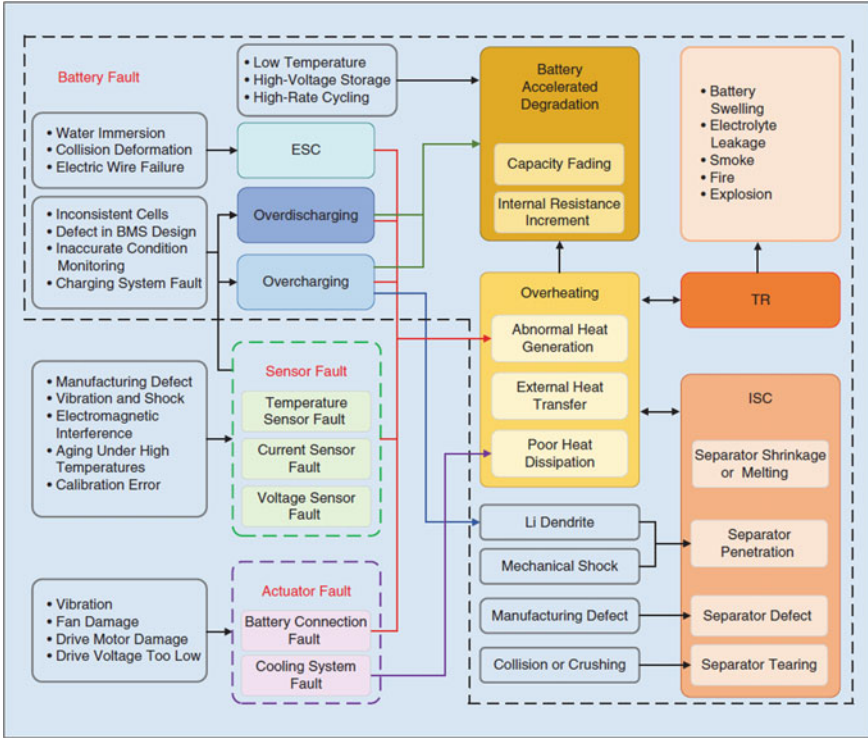 Battery Fault
• Low Temperature
• High-Voltage Storage
• High-Rate Cycling
Battery
Accelerated
Degradation
Capacity Fading
Internal Resistance
Increment
• Battery
Swelling
• Electrolyte
Leakage
• Smoke
• Fire
• Explosion
• Water Immersion
• Collision Deformation
• Electric Wire Failure
ESC
• Inconsistent Cells
• Defect in BMS Design
• Inaccurate Condition
Monitoring
• Charging System Fault
Overdischarging
Overcharging
Overheating
Abnormal Heat
Generation
External Heat
Transfer
Poor Heat
Dissipation
TR
• Manufacturing Defect
• Vibration and Shock
• Electromagnetic
Interference
• Aging Under High
Temperatures
• Calibration Error
Sensor Fault
Temperature
Sensor Fault
Current Sensor
Fault
Voltage Sensor
Fault
ISC
Separator Shrinkage
or Melting
Separator
Penetration
Separator Defect
Separator Tearing
Li Dendrite
Mechanical Shock
Manufacturing Defect
Collision or Crushing
• Vibration
• Fan Damage
• Drive Motor Damage
• Drive Voltage Too Low
Actuator Fault
Battery Connection
Fault
Cooling System
Fault